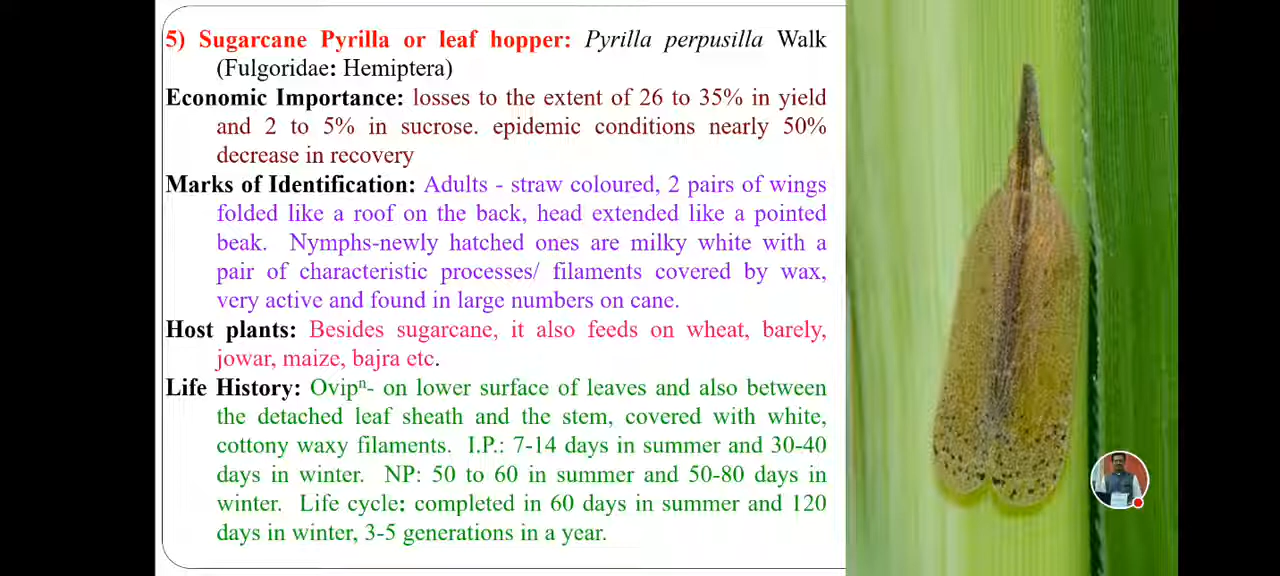 5) Sugarcane Pyrilla or leaf hopper: Pyrilla perpusilla Walk
(Fulgoridae: Hemiptera)
Economic Importance: losses to the extent of 26 to 35% in yield
and 2 to 5% in sucrose. epidemic conditions nearly 50%
decrease in recovery
Marks of Identification: Adults - straw coloured, 2 pairs of wings
folded like a roof on the back, head extended like a pointed
beak. Nymphs-newly hatched ones are milky white with a
pair of characteristic processes/ filaments covered by wax,
very active and found in large numbers on cane.
Host plants: Besides sugarcane, it also feeds on wheat, barely,
jowar, maize, bajra etc.
Life History: Ovipⁿ- on lower surface of leaves and also between
the detached leaf sheath and the stem, covered with white,
cottony waxy filaments. I.P.: 7-14 days in summer and 30-40
days in winter. NP: 50 to 60 in summer and 50-80 days in
winter. Life cycle: completed in 60 days in summer and 120
days in winter, 3-5 generations in a year.